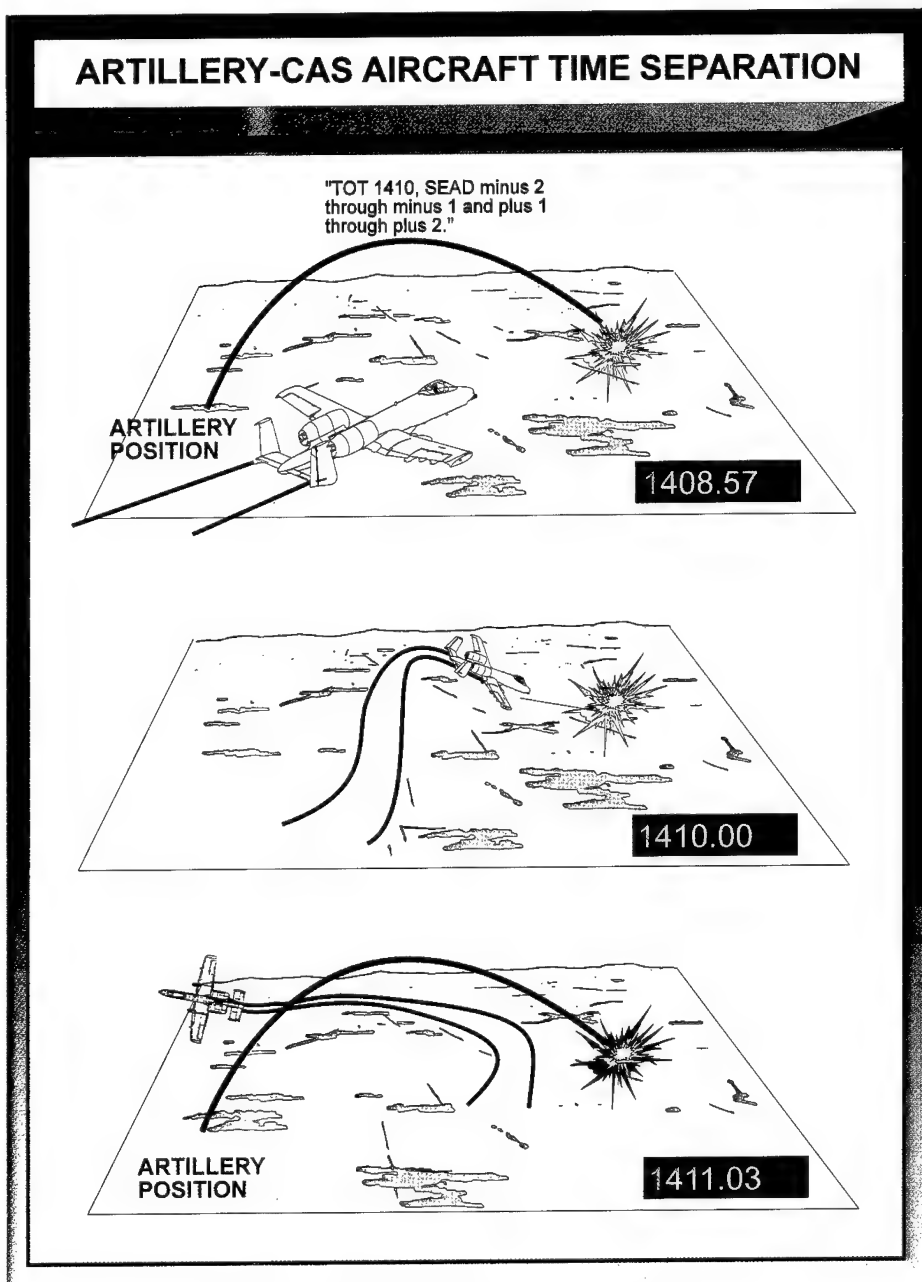 ARTILLERY-CAS AIRCRAFT TIME SEPARATION
"TOT 1410, SEAD minus 2
through minus 1 and plus 1
through plus 2."
ARTILLERY
POSITION
1408.57
1410.00
ARTILLERY
POSITION
1411.03